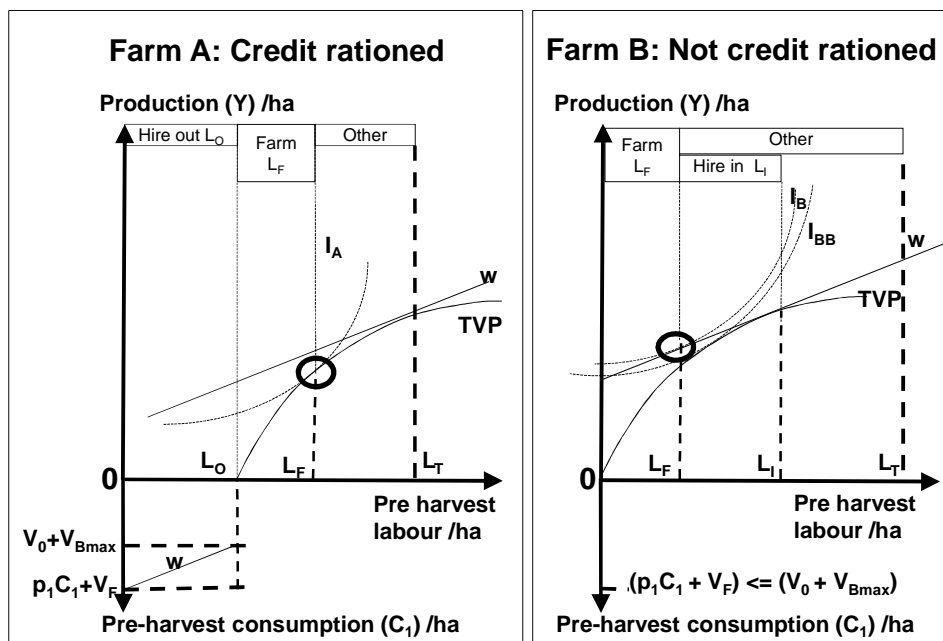 Farm A: Credit rationed
Production (Y) /ha
Hire out L_O
Farm
L_F
Other
I_A
w
TVP
0
L_O
L_F
L_T
Pre harvest
labour /ha
V_0+V_Bmax
w
p_1C_1+V_F
Pre-harvest consumption (C_1) /ha
Farm B: Not credit rationed
Production (Y) /ha
Farm
L_F
Other
Hire in L_I
I_B
I_BB
w
TVP
0
L_F
L_I
L_T
Pre harvest
labour /ha
(p_1C_1 + V_F) <= (V_0 + V_Bmax)
Pre-harvest consumption (C_1) /ha